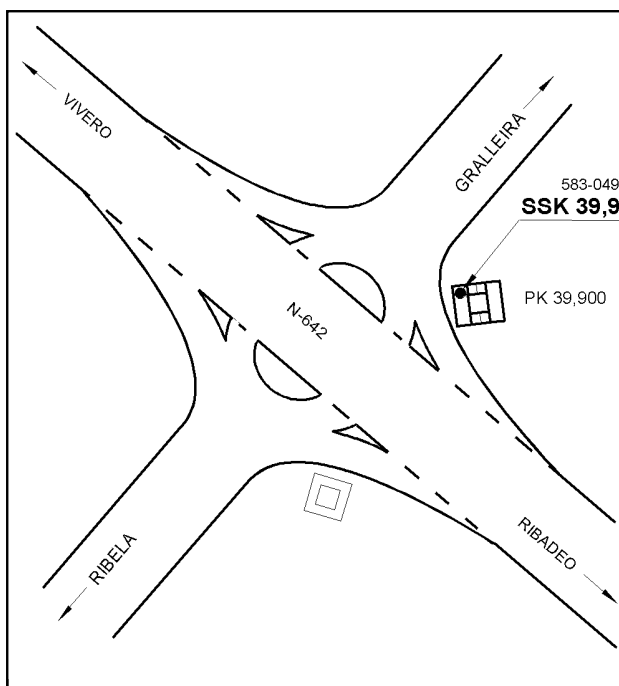 VIVERO
GRALLEIRA
583-049
SSK 39,9
PK 39,900
N-642
RIBELA
RIBADEO